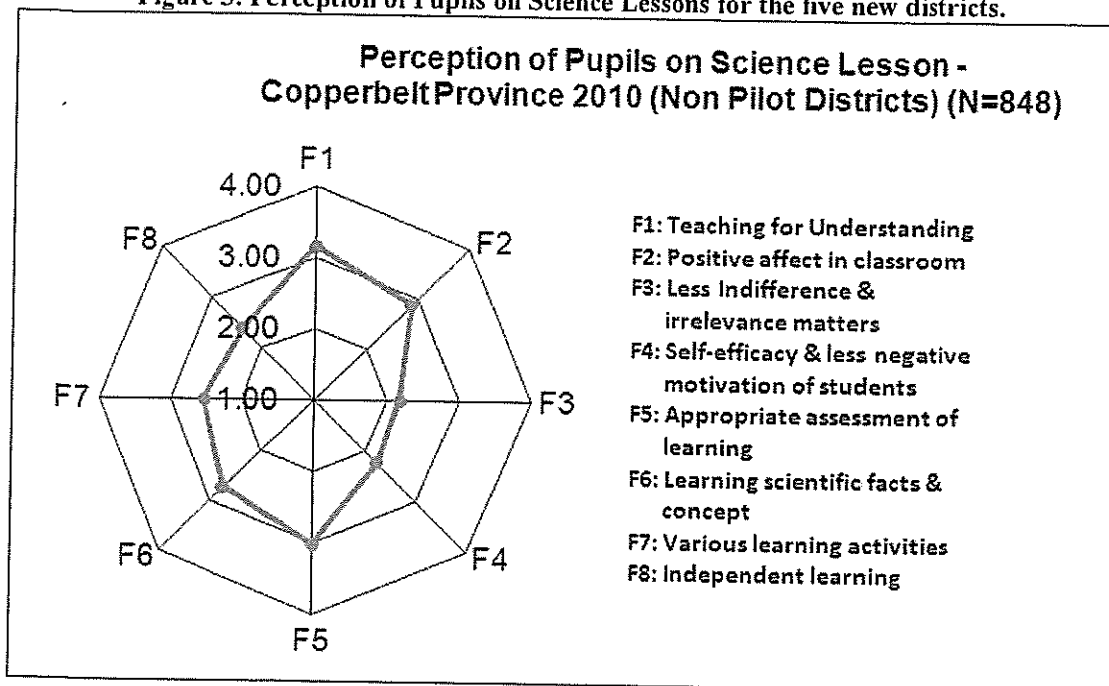 Figure 3. Perception of Pupils on Science Lessons for the five new districts.
Perception of Pupils on Science Lesson -
Copperbelt Province 2010 (Non Pilot Districts) (N=848)
F1
4.00
F8
F2
3.00
2.00
F7
1.00
F3
F6
F4
F5
F1: Teaching for Understanding
F2: Positive affect in classroom
F3: Less Indifference &
irrelevance matters
F4: Self-efficacy & less negative
motivation of students
F5: Appropriate assessment of
learning
F6: Learning scientific facts &
concept
F7: Various learning activities
F8: Independent learning